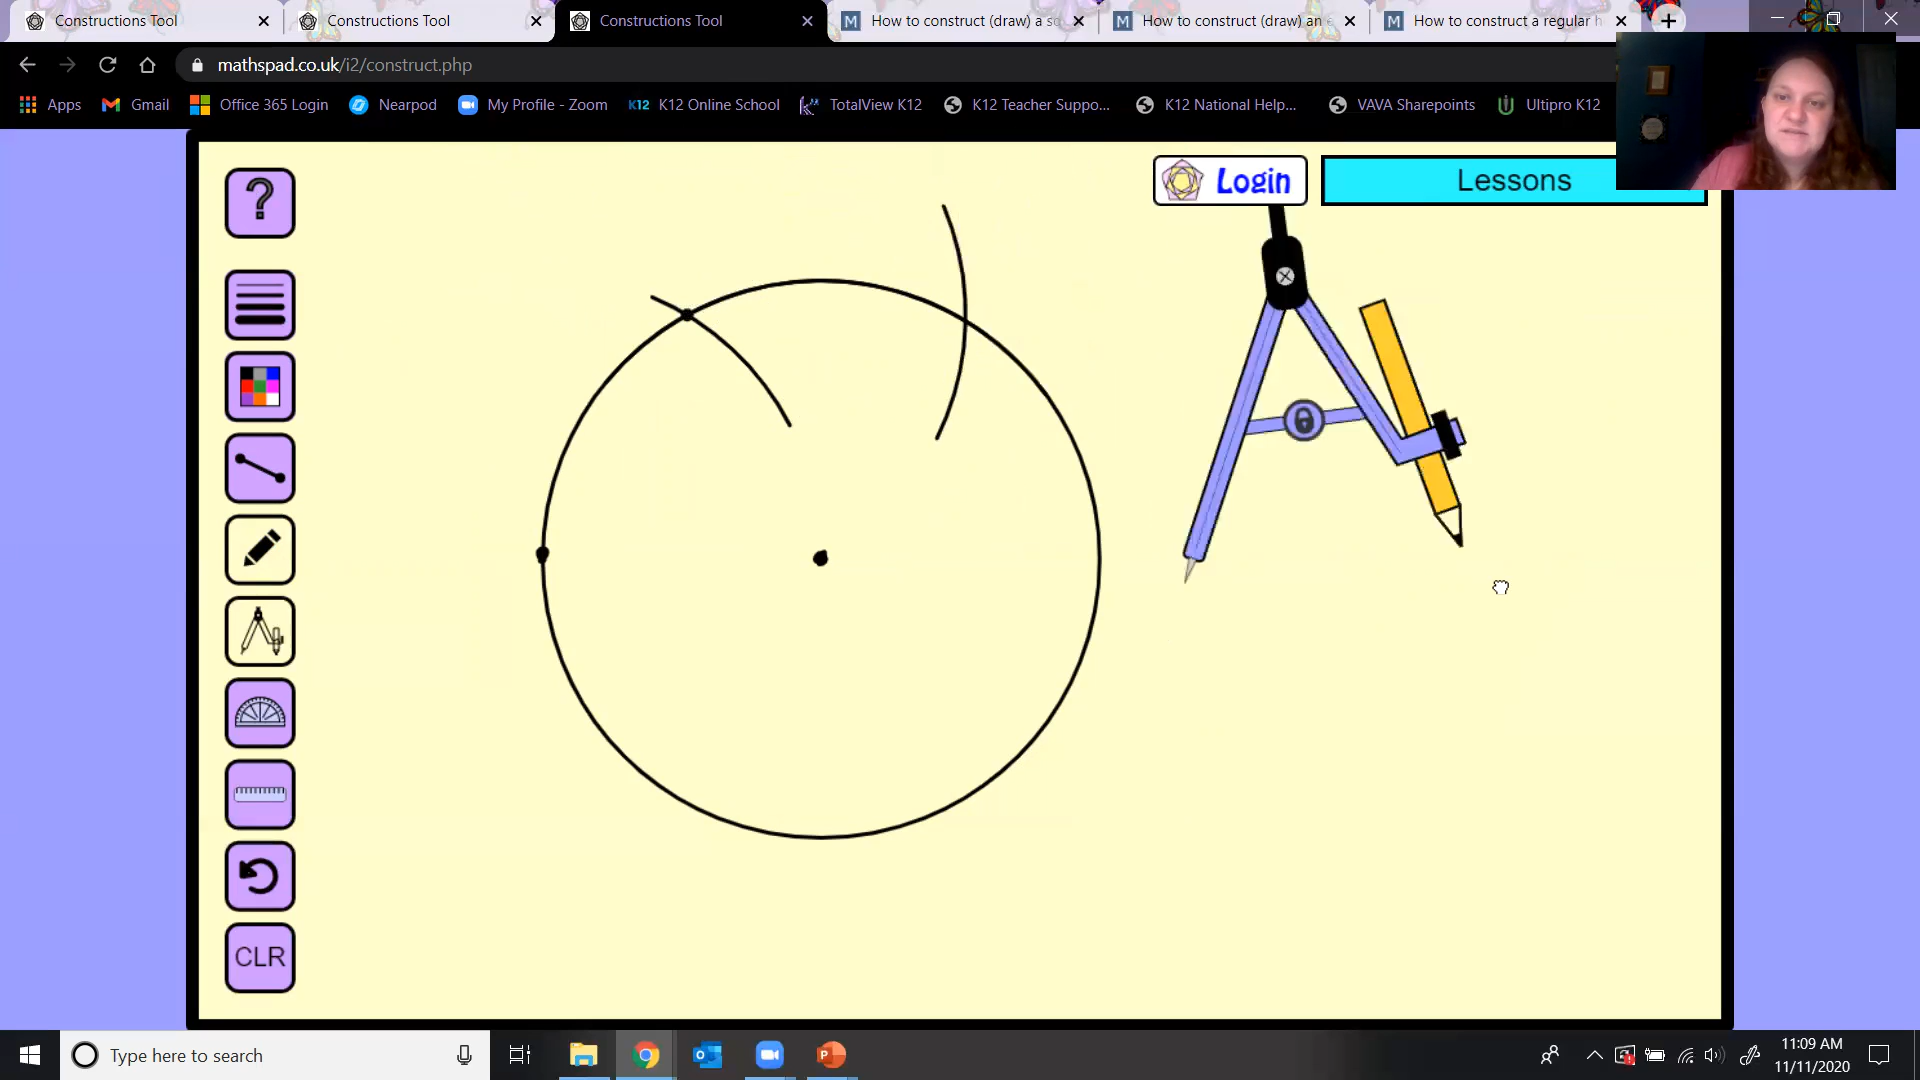 Constructions Tool
Constructions Tool
Constructions Tool
How to construct (draw) a
How to construct (draw) an
How to construct a regular
mathspad.co.uk/i2/construct.php
Apps
Gmail
Office 365 Login
Nearpod
My Profile - Zoom
K12 K12 Online School
TotalView K12
K12 Teacher Suppo...
K12 National Help...
VAVA Sharepoints
Ultipro K12
?
Login
Lessons
CLR
Type here to search
11:09 AM
11/11/2020